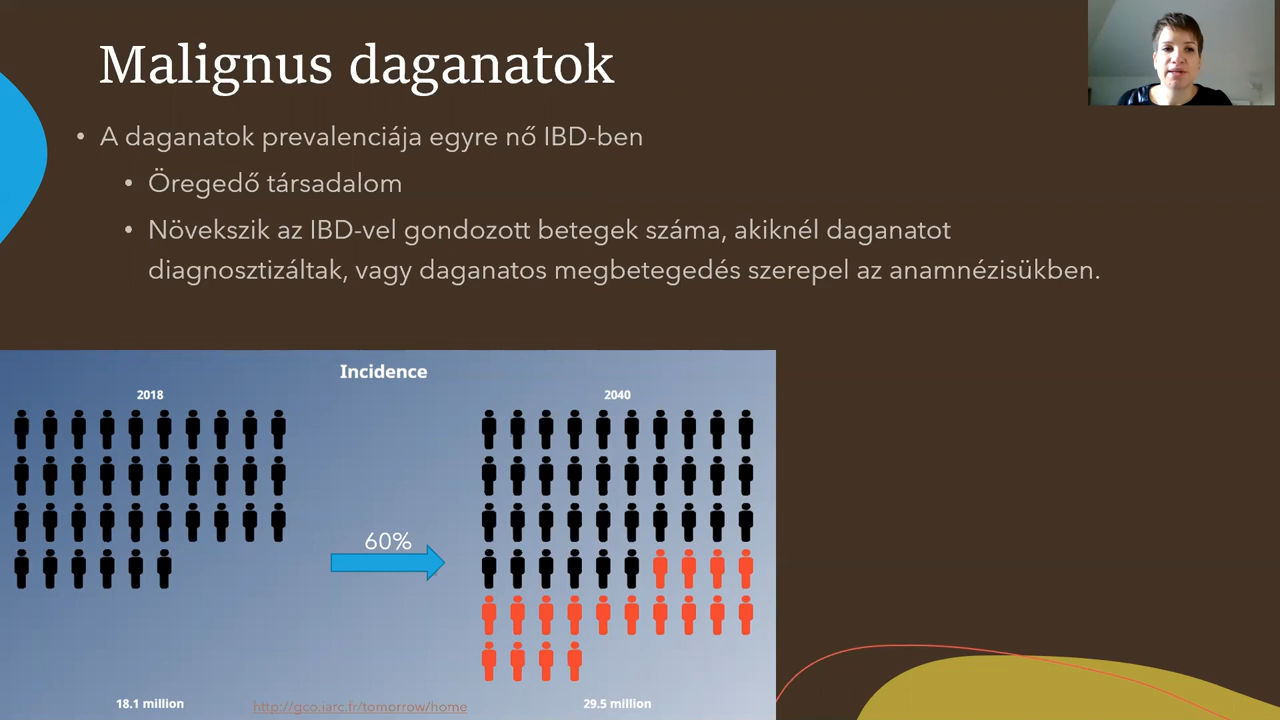 Malignus daganatok
• A daganatok prevalenciája egyre nő IBD-ben
• Öregedő társadalom
• Növekszik az IBD-vel gondozott betegek száma, akiknél daganatot
diagnosztizáltak, vagy daganatos megbetegedés szerepel az anamnézisükben.
Incidence
2018
2040
60%
18.1 million
http://gco.iarc.fr/tomorrow/home
29.5 million